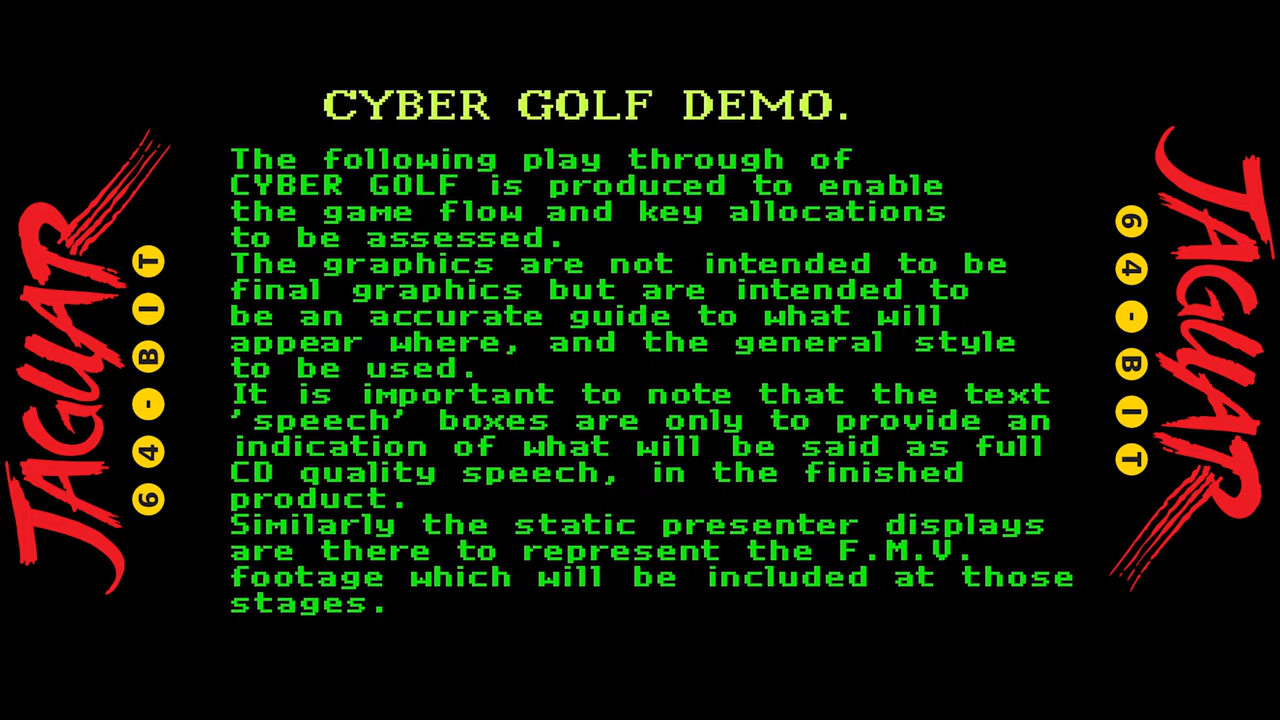 CYBER GOLF DEMO.
The following play through of
CYBER GOLF is produced to enable
the game flow and key allocations
to be assessed.
The graphics are not intended to be
final graphics but are intended to
be an accurate guide to what will
appear where, and the general style
to be used.
It is important to note that the text
'speech' boxes are only to provide an
indication of what will be said as full
CD quality speech, in the finished
product.
Similarly the static presenter displays
are there to represent the F.M.V.
footage which will be included at those
stages.
JAGUAR
64-BIT
JAGUAR
64-BIT